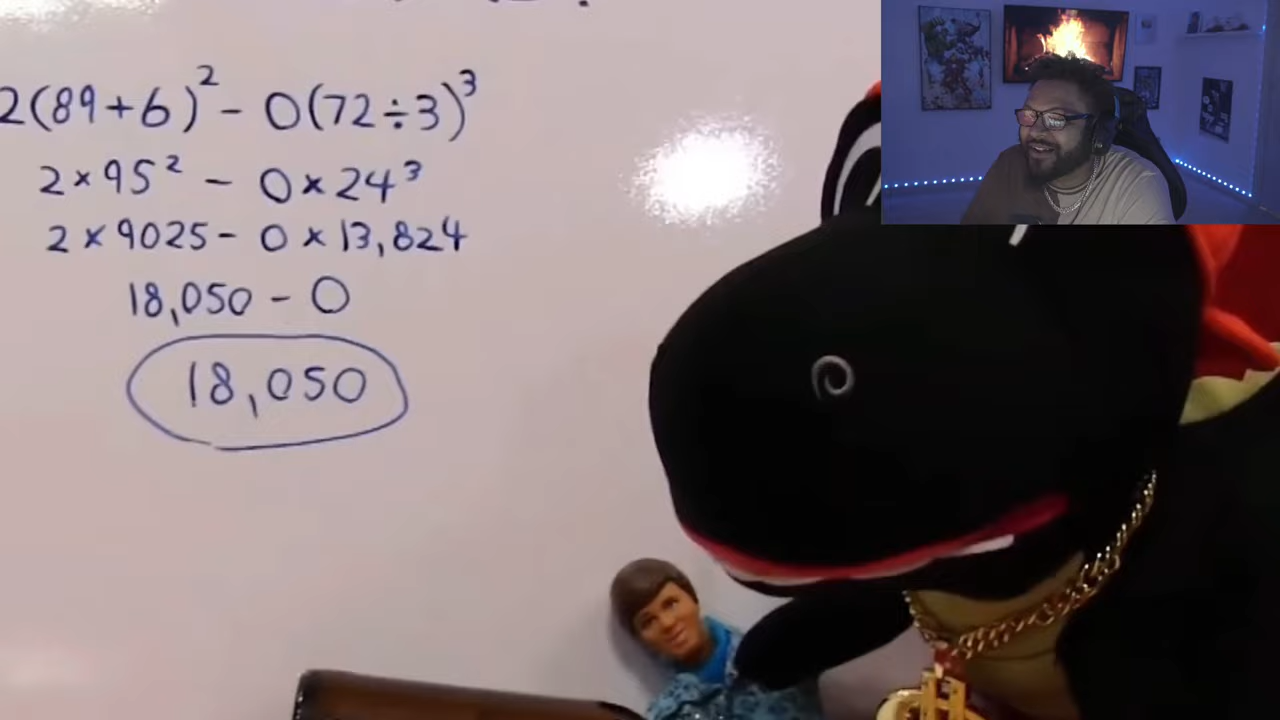 2(89+6)² - 0(72÷3)³
2×95² - 0×24³
2×9025 - 0×13,824
18,050 - 0
18,050